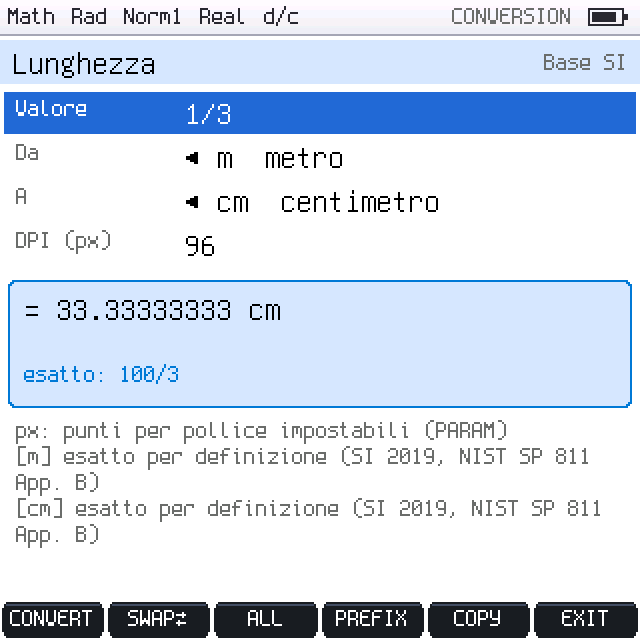 Math Rad Norm1 Real d/c CONVERSION
Lunghezza Base SI
Valore 1/3
Da ◄ m metro
A ◄ cm centimetro
DPI (px) 96
= 33.33333333 cm
esatto: 100/3
px: punti per pollice impostabili (PARAM)
[m] esatto per definizione (SI 2019, NIST SP 811
App. B)
[cm] esatto per definizione (SI 2019, NIST SP 811
App. B)
CONVERT SWAP⇄ ALL PREFIX COPY EXIT